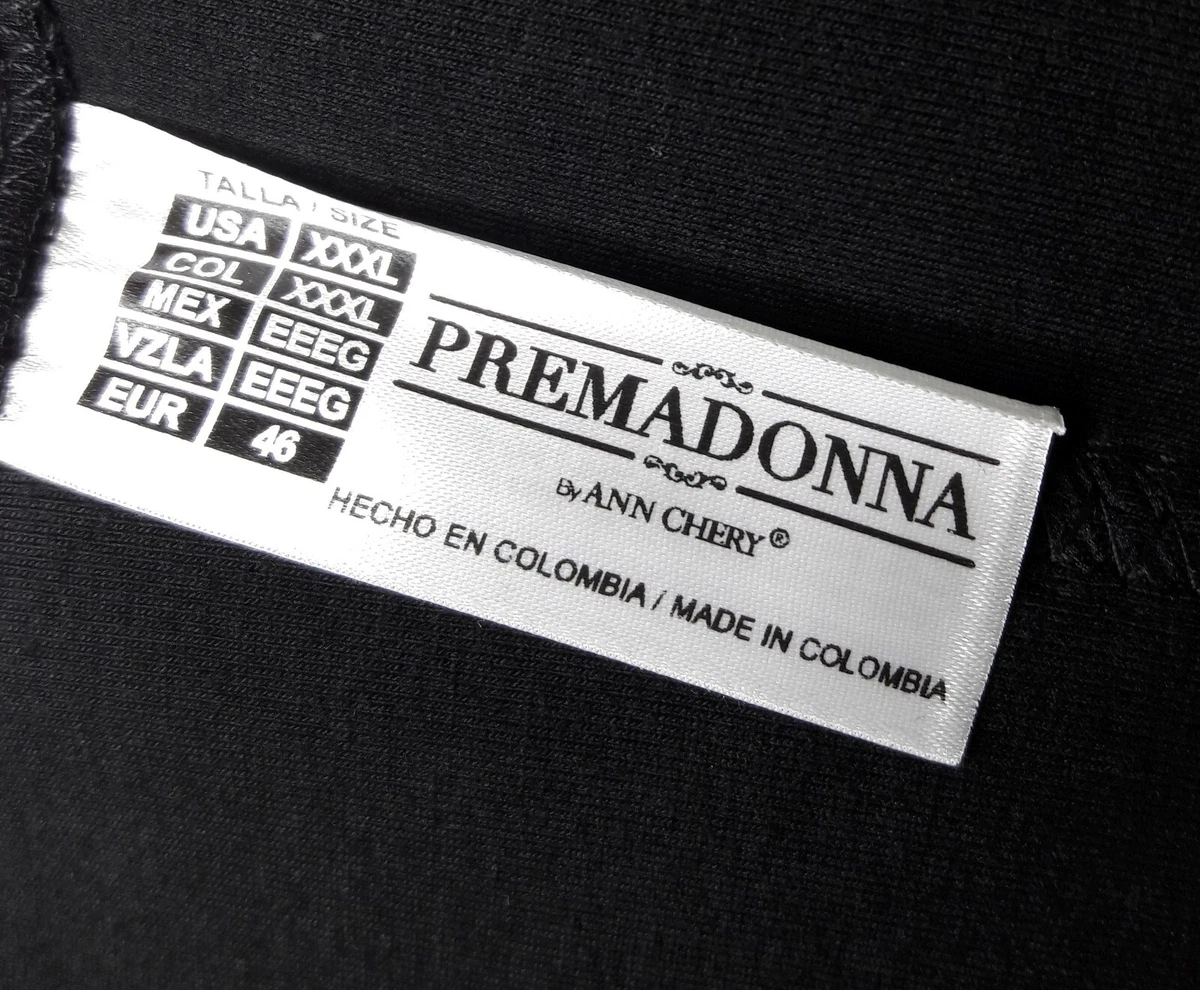 TALLA / SIZE
USA XXXL
COL XXXL
MEX EEEG
VZLA EEEG
EUR 46
PREMADONNA
By ANN CHERY®
HECHO EN COLOMBIA / MADE IN COLOMBIA